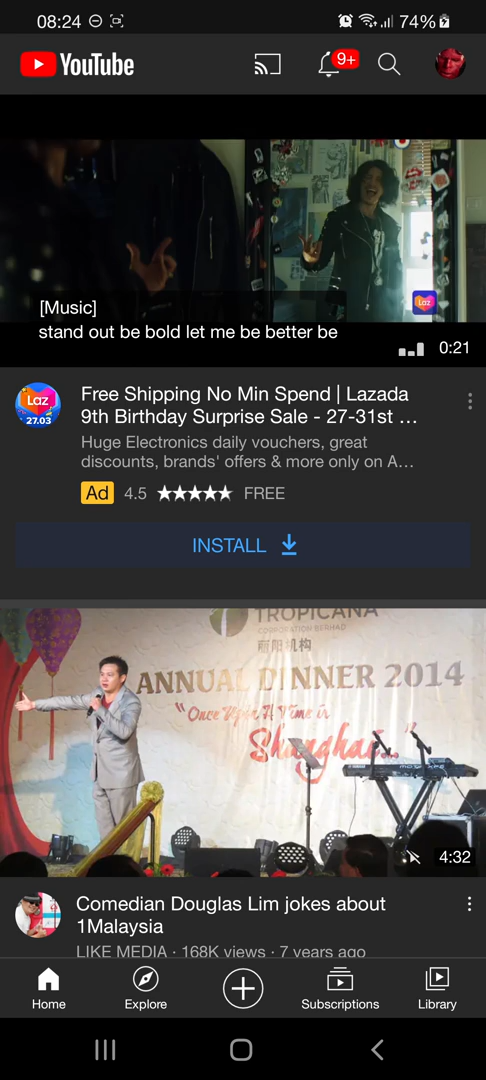 08:24
74%
YouTube
9+
[Music]
stand out be bold let me be better be
Laz
0:21
Laz
27.03
Free Shipping No Min Spend | Lazada
9th Birthday Surprise Sale - 27-31st ...
Huge Electronics daily vouchers, great
discounts, brands' offers & more only on A...
Ad 4.5 ★★★★★ FREE
INSTALL
TROPICANA
CORPORATION BERHAD
丽阳机构
ANNUAL DINNER 2014
"Once Upon A Time in
Shanghai..."
4:32
Comedian Douglas Lim jokes about
1Malaysia
LIKE MEDIA · 168K views · 7 years ago
Home
Explore
Subscriptions
Library